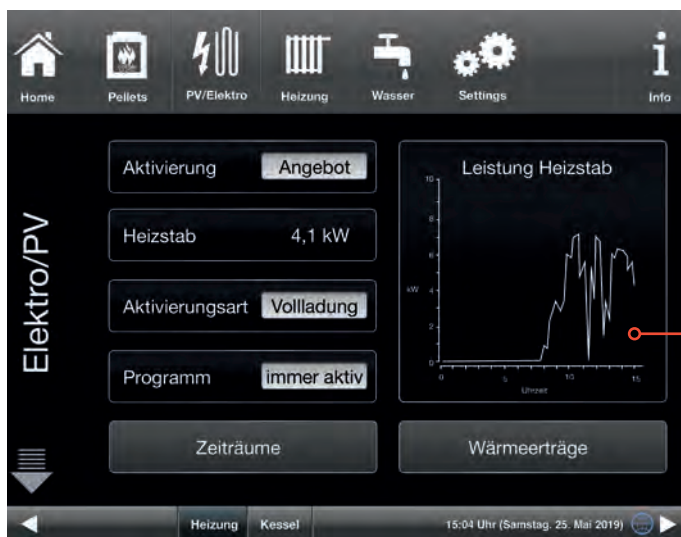 Home
Pellets
PV/Elektro
Heizung
Wasser
Settings
Info
Elektro/PV
Aktivierung Angebot
Heizstab 4,1 kW
Aktivierungsart Vollladung
Programm immer aktiv
Zeiträume
Leistung Heizstab
10
8
6
kW 4
2
0
0 5 10 15
Uhrzeit
Wärmeerträge
Heizung Kessel
15:04 Uhr (Samstag. 25. Mai 2019)